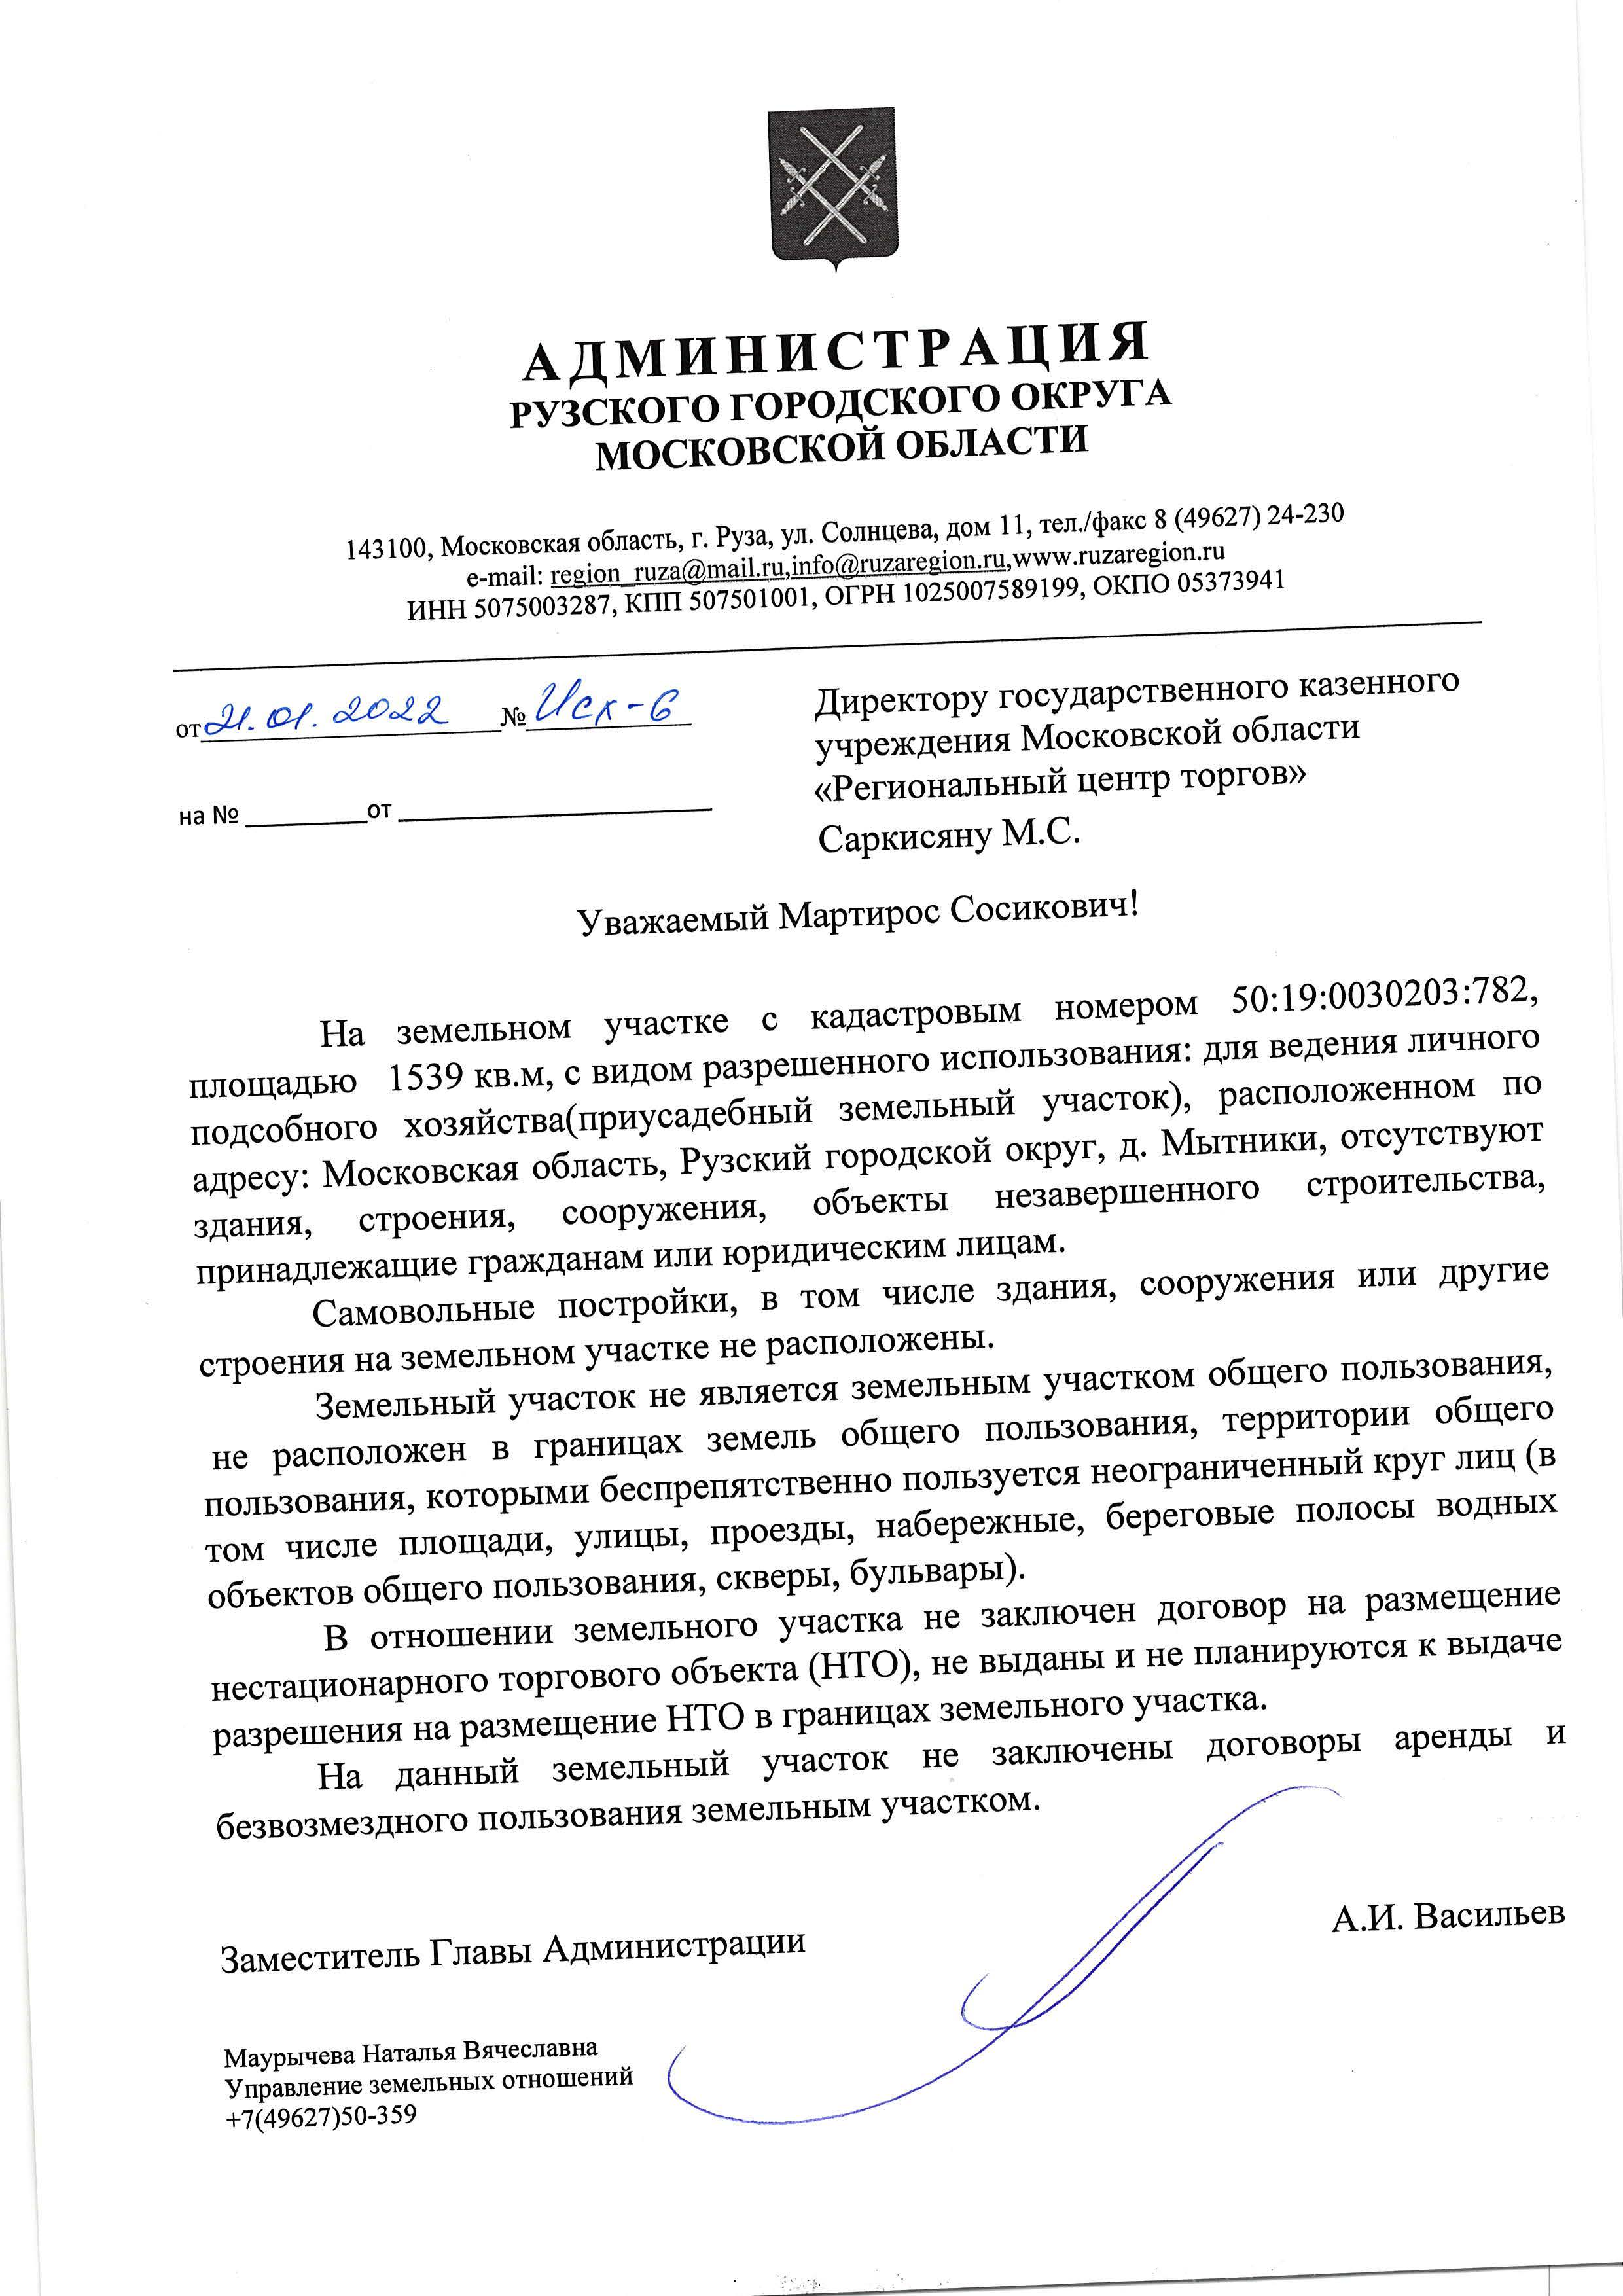 АДМИНИСТРАЦИЯ
РУЗСКОГО ГОРОДСКОГО ОКРУГА
МОСКОВСКОЙ ОБЛАСТИ
143100, Московская область, г. Руза, ул. Солнцева, дом 11, тел./факс 8 (49627) 24-230
e-mail: region_ruza@mail.ru,info@ruzaregion.ru,www.ruzaregion.ru
ИНН 5075003287, КПП 507501001, ОГРН 1025007589199, ОКПО 05373941
от 21.01.2022 № Исх-6
на № __________ от __________
Директору государственного казенного
учреждения Московской области
«Региональный центр торгов»
Саркисяну М.С.
Уважаемый Мартирос Сосикович!
На земельном участке с кадастровым номером 50:19:0030203:782,
площадью 1539 кв.м, с видом разрешенного использования: для ведения личного
подсобного хозяйства(приусадебный земельный участок), расположенном по
адресу: Московская область, Рузский городской округ, д. Мытники, отсутствуют
здания, строения, сооружения, объекты незавершенного строительства,
принадлежащие гражданам или юридическим лицам.
Самовольные постройки, в том числе здания, сооружения или другие
строения на земельном участке не расположены.
Земельный участок не является земельным участком общего пользования,
не расположен в границах земель общего пользования, территории общего
пользования, которыми беспрепятственно пользуется неограниченный круг лиц (в
том числе площади, улицы, проезды, набережные, береговые полосы водных
объектов общего пользования, скверы, бульвары).
В отношении земельного участка не заключен договор на размещение
нестационарного торгового объекта (НТО), не выданы и не планируются к выдаче
разрешения на размещение НТО в границах земельного участка.
На данный земельный участок не заключены договоры аренды и
безвозмездного пользования земельным участком.
Заместитель Главы Администрации
А.И. Васильев
Маурычева Наталья Вячеславна
Управление земельных отношений
+7(49627)50-359